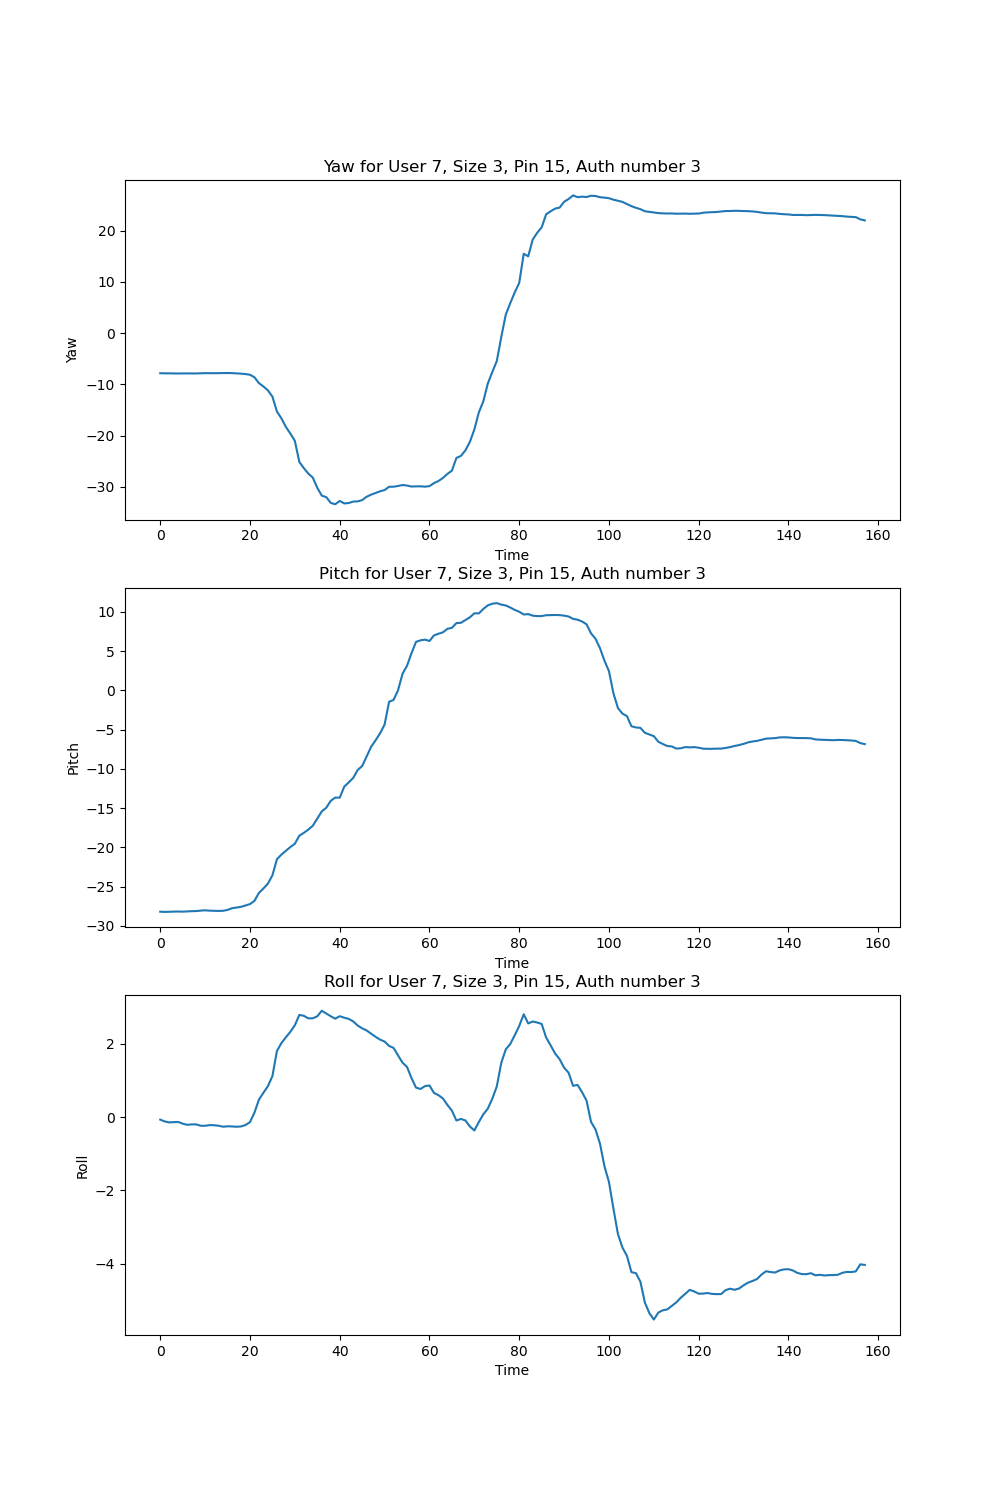 Yaw for User 7, Size 3, Pin 15, Auth number 3
20
10
0
−10
−20
−30
Yaw
0 20 40 60 80 100 120 140 160
Time
Pitch for User 7, Size 3, Pin 15, Auth number 3
10
5
0
−5
−10
−15
−20
−25
−30
Pitch
0 20 40 60 80 100 120 140 160
Time
Roll for User 7, Size 3, Pin 15, Auth number 3
2
0
−2
−4
Roll
0 20 40 60 80 100 120 140 160
Time